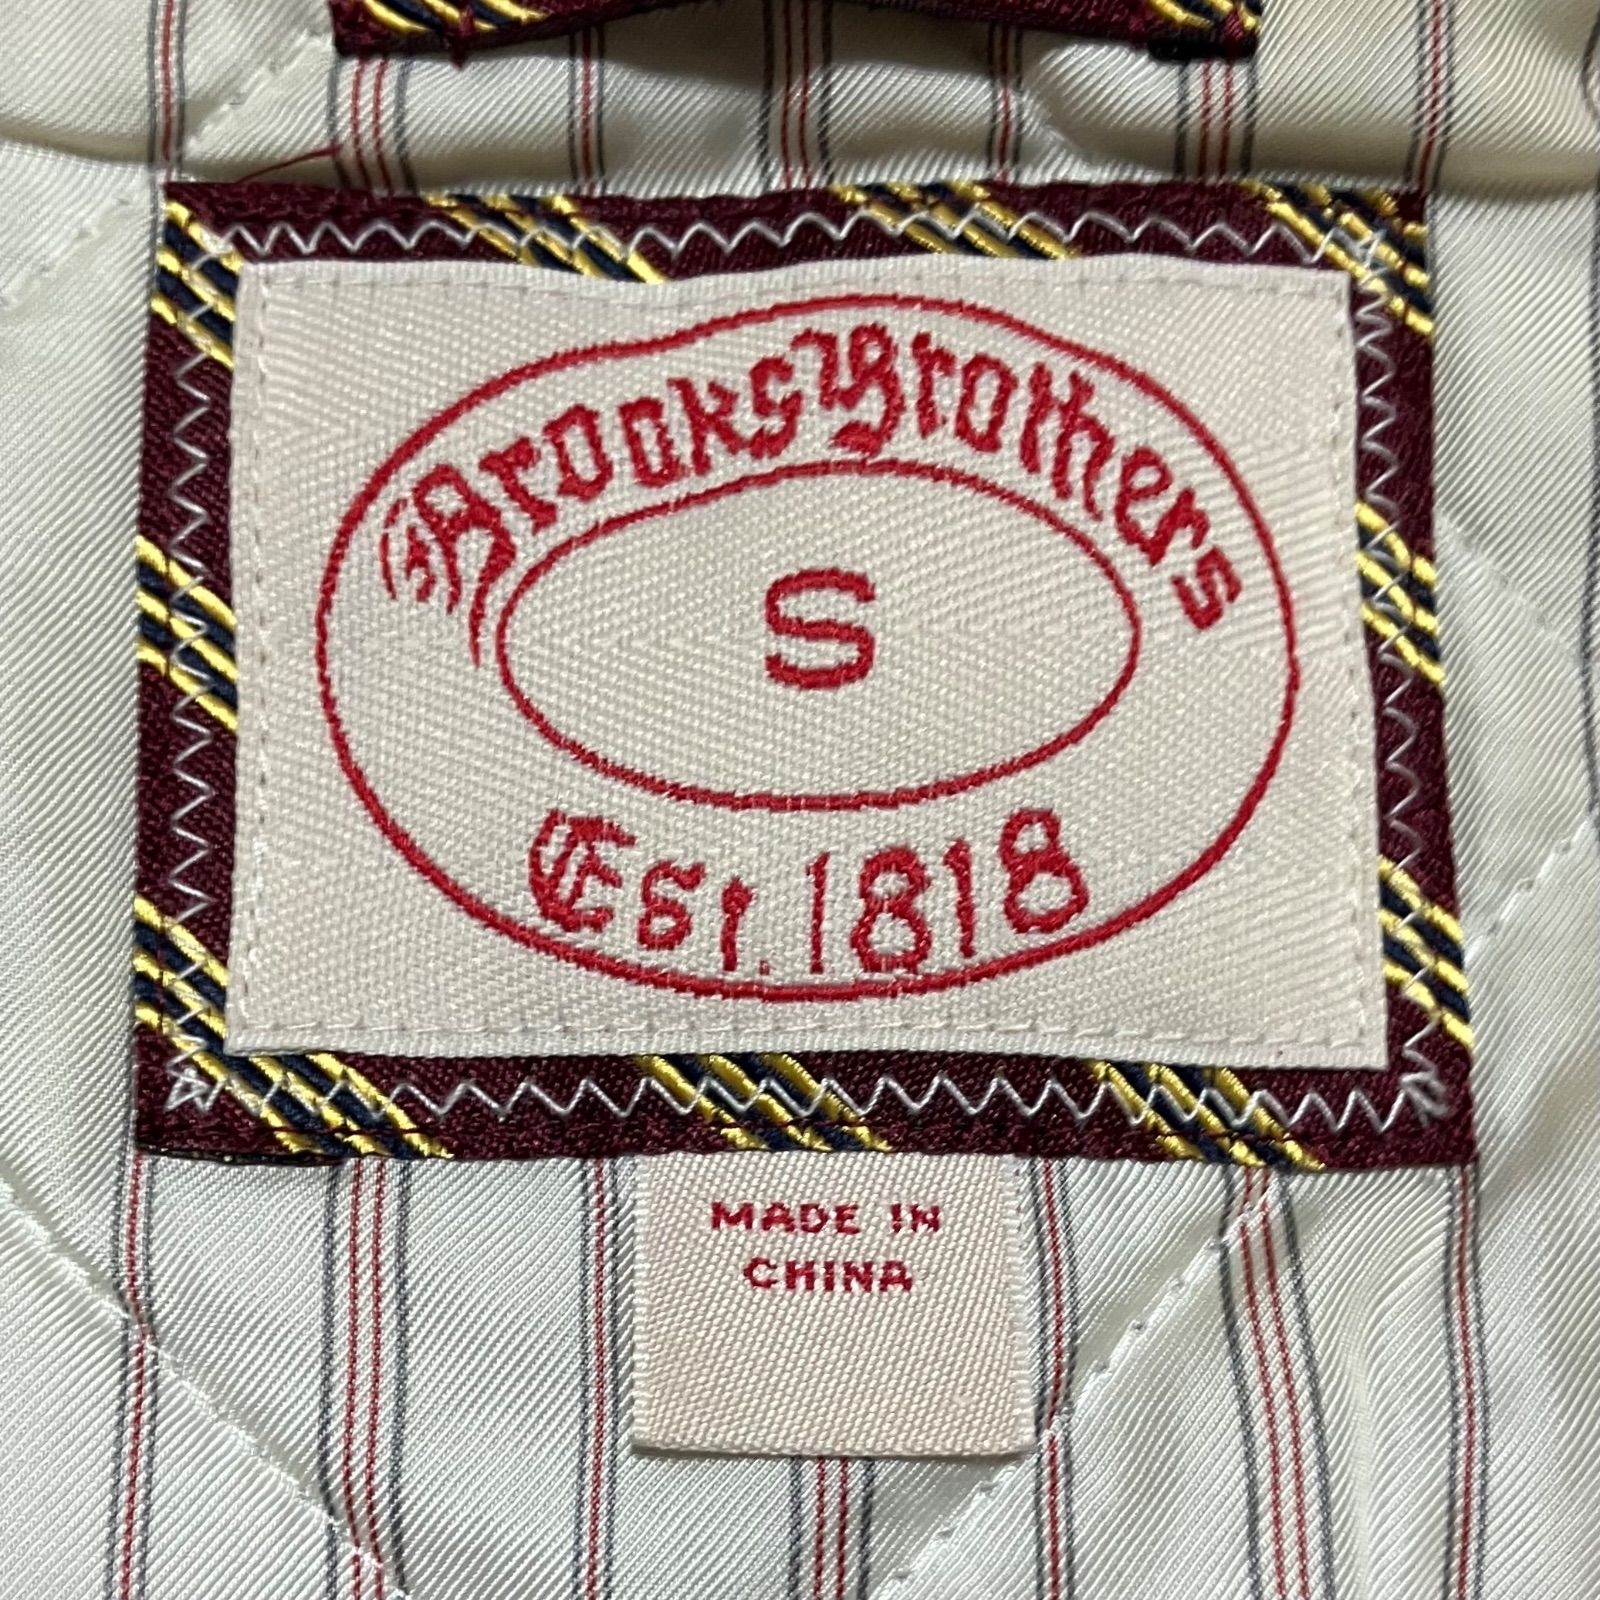 Brooks Brothers
S
Est. 1818
MADE IN
CHINA